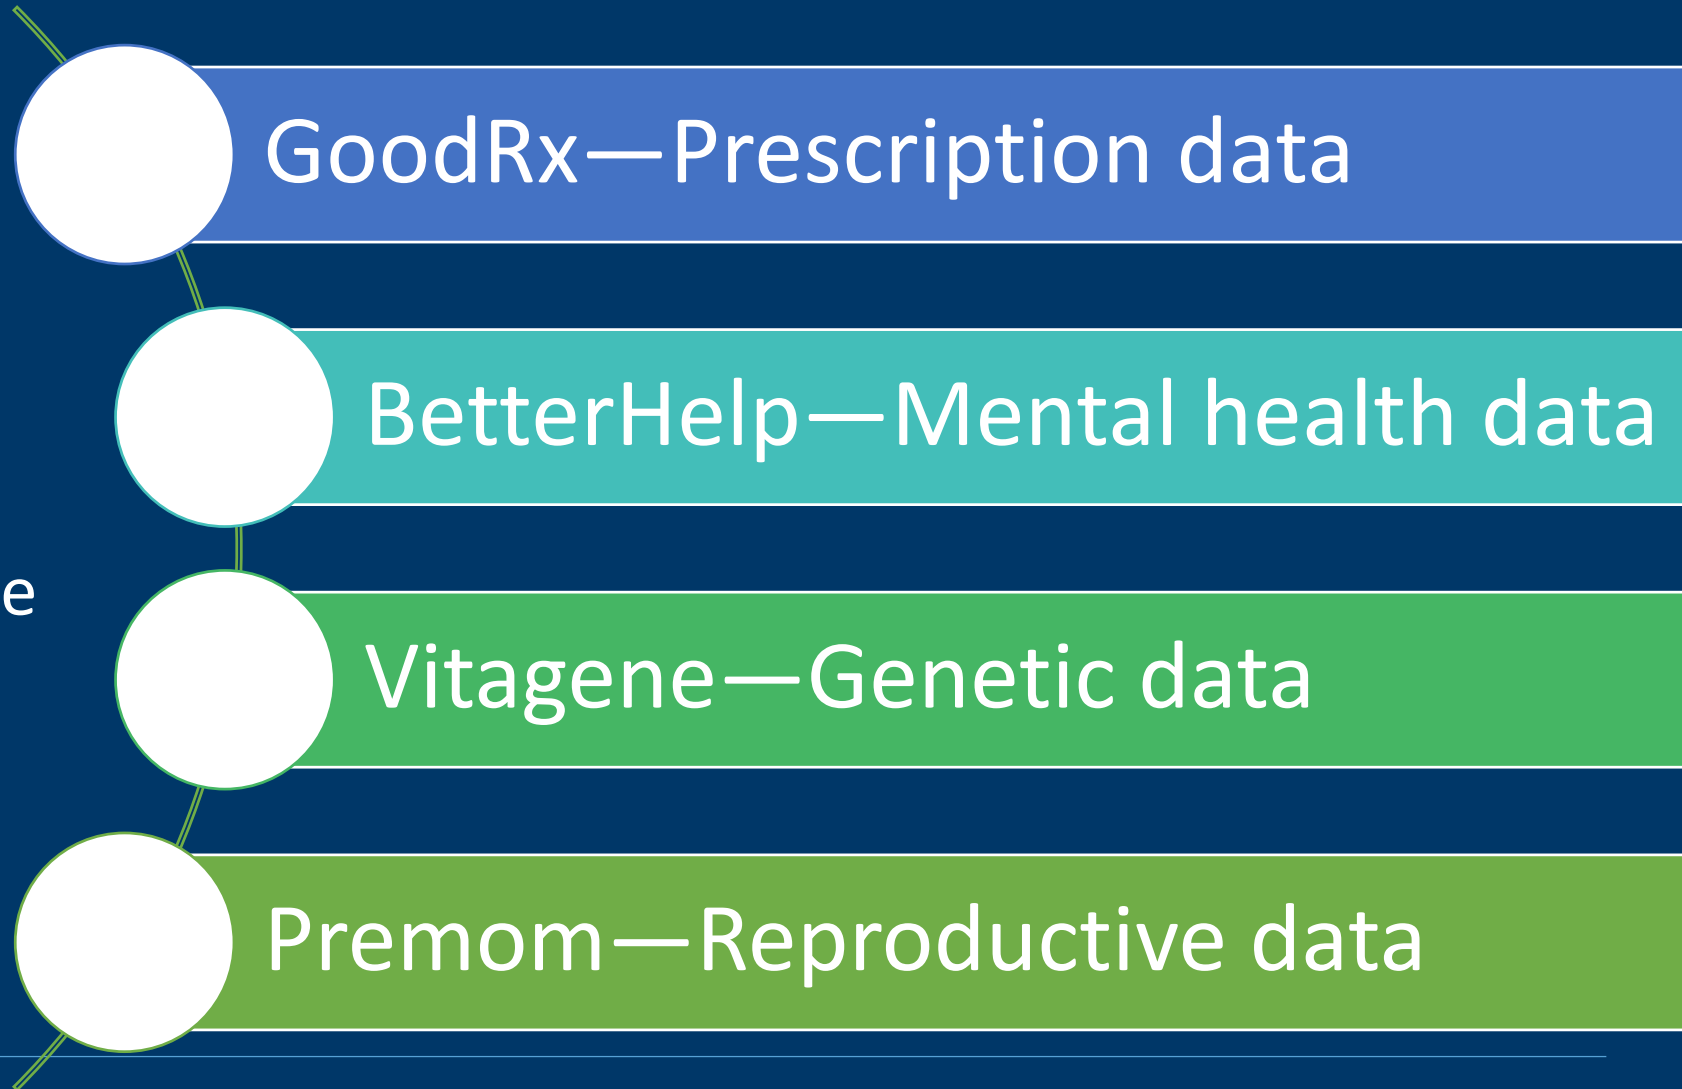 GoodRx—Prescription data
BetterHelp—Mental health data
e
Vitagene—Genetic data
Premom—Reproductive data